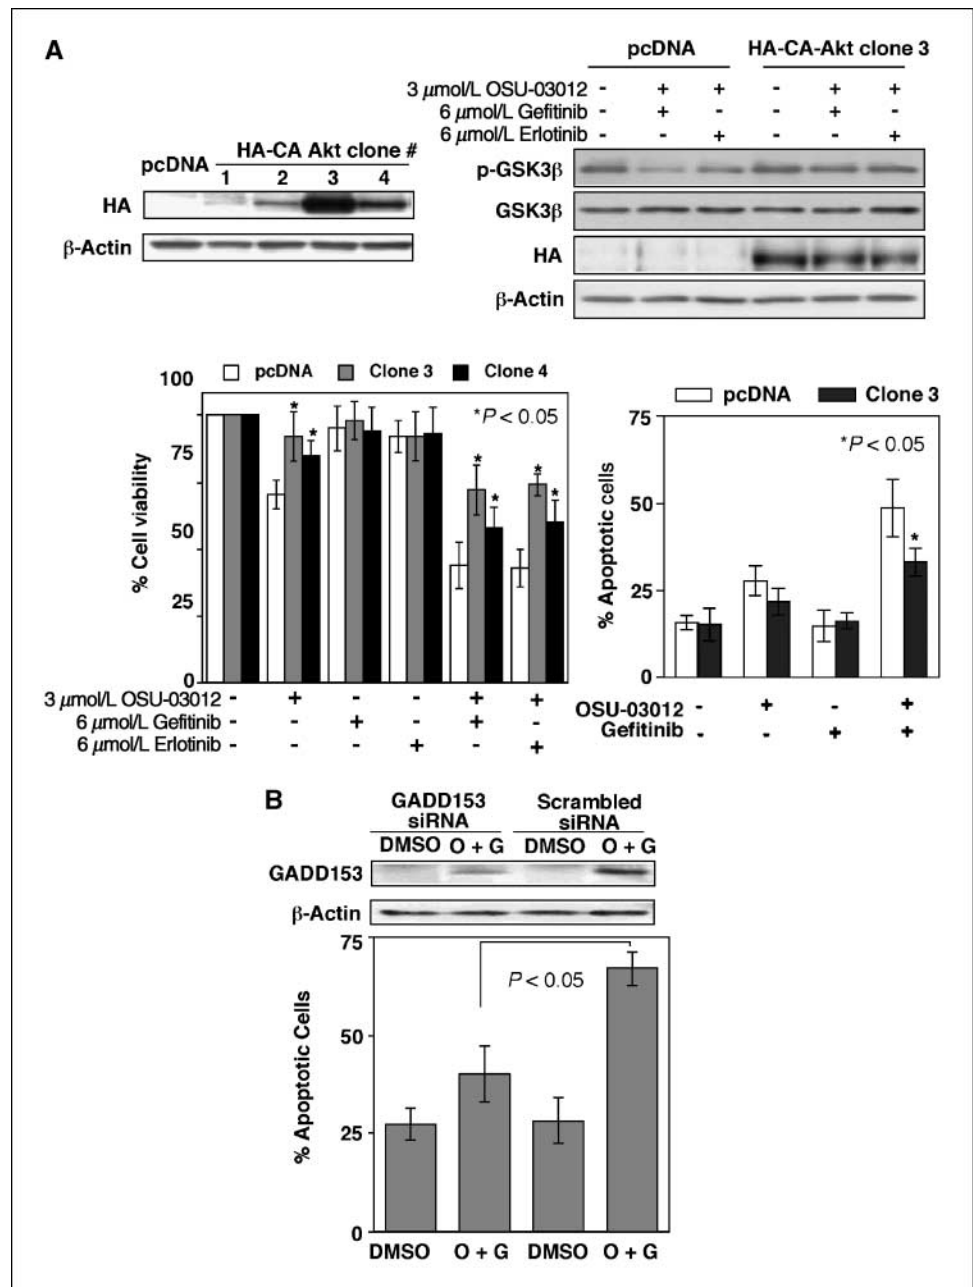 A
pcDNA HA-CA-Akt clone 3
3 μmol/L OSU-03012 - + + - + +
6 μmol/L Gefitinib - + - - + -
6 μmol/L Erlotinib - - + - - +
p-GSK3β
GSK3β
HA
β-Actin
HA-CA Akt clone #
pcDNA 1 2 3 4
HA
β-Actin
pcDNA Clone 3 Clone 4
*P < 0.05
% Cell viability
100
75
50
25
0
* * * * * *
3 μmol/L OSU-03012 - + - - + +
6 μmol/L Gefitinib - - + - + -
6 μmol/L Erlotinib - - - + - +
pcDNA Clone 3
*P < 0.05
% Apoptotic cells
75
50
25
0
*
OSU-03012 - + - +
Gefitinib - - + +
B
GADD153 Scrambled
siRNA siRNA
DMSO O + G DMSO O + G
GADD153
β-Actin
% Apoptotic Cells
75
50
25
0
P < 0.05
DMSO O + G DMSO O + G